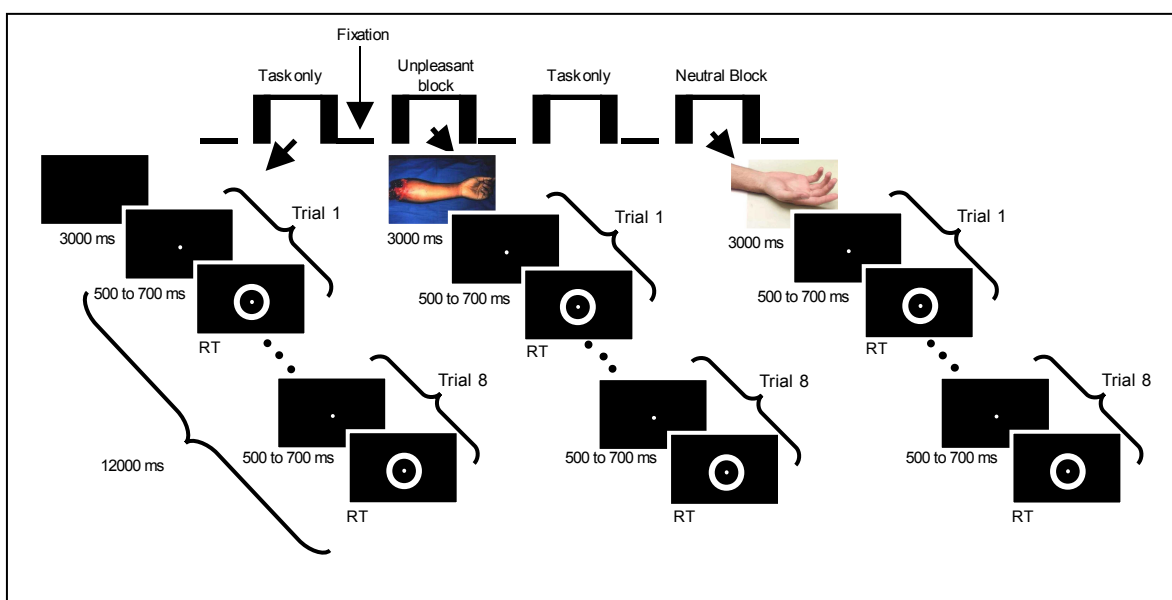 Fixation
Task only
Unpleasant
block
Task only
Neutral Block
3000 ms
500 to 700 ms
RT
Trial 1
500 to 700 ms
RT
Trial 8
12000 ms
3000 ms
500 to 700 ms
RT
Trial 1
500 to 700 ms
RT
Trial 8
3000 ms
500 to 700 ms
RT
Trial 1
500 to 700 ms
RT
Trial 8